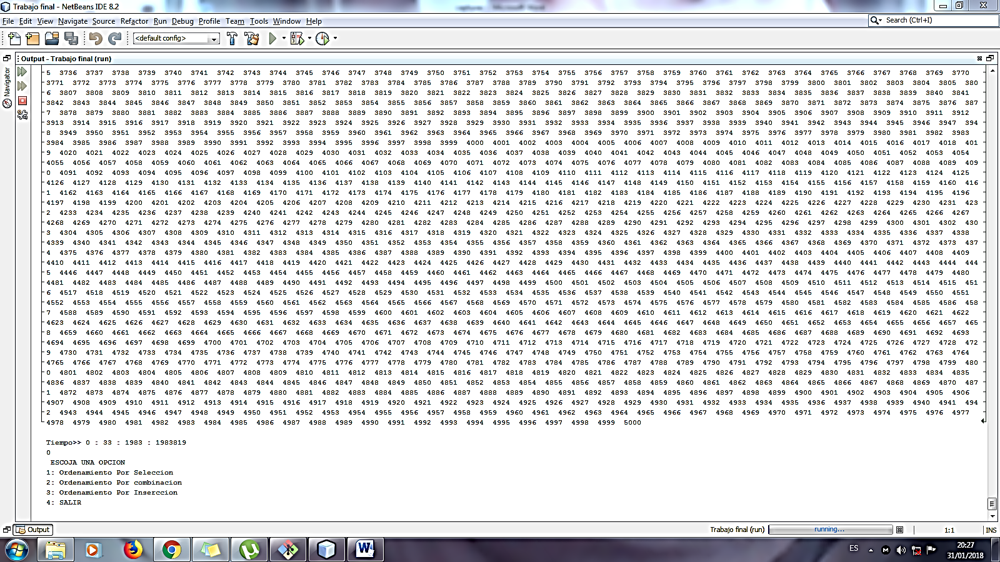 Trabajo final - NetBeans IDE 8.2
File Edit View Navigate Source Refactor Run Debug Profile Team Tools Window Help
Search (Ctrl+I)
<default config>
Output - Trabajo final (run)
Navigator
5 3736 3737 3738 3739 3740 3741 3742 3743 3744 3745 3746 3747 3748 3749 3750 3751 3752 3753 3754 3755 3756 3757 3758 3759 3760 3761 3762 3763 3764 3765 3766 3767 3768 3769 3770
3771 3772 3773 3774 3775 3776 3777 3778 3779 3780 3781 3782 3783 3784 3785 3786 3787 3788 3789 3790 3791 3792 3793 3794 3795 3796 3797 3798 3799 3800 3801 3802 3803 3804 3805 380
6 3807 3808 3809 3810 3811 3812 3813 3814 3815 3816 3817 3818 3819 3820 3821 3822 3823 3824 3825 3826 3827 3828 3829 3830 3831 3832 3833 3834 3835 3836 3837 3838 3839 3840 3841
3842 3843 3844 3845 3846 3847 3848 3849 3850 3851 3852 3853 3854 3855 3856 3857 3858 3859 3860 3861 3862 3863 3864 3865 3866 3867 3868 3869 3870 3871 3872 3873 3874 3875 3876 387
7 3878 3879 3880 3881 3882 3883 3884 3885 3886 3887 3888 3889 3890 3891 3892 3893 3894 3895 3896 3897 3898 3899 3900 3901 3902 3903 3904 3905 3906 3907 3908 3909 3910 3911 3912
3913 3914 3915 3916 3917 3918 3919 3920 3921 3922 3923 3924 3925 3926 3927 3928 3929 3930 3931 3932 3933 3934 3935 3936 3937 3938 3939 3940 3941 3942 3943 3944 3945 3946 3947 394
8 3949 3950 3951 3952 3953 3954 3955 3956 3957 3958 3959 3960 3961 3962 3963 3964 3965 3966 3967 3968 3969 3970 3971 3972 3973 3974 3975 3976 3977 3978 3979 3980 3981 3982 3983
3984 3985 3986 3987 3988 3989 3990 3991 3992 3993 3994 3995 3996 3997 3998 3999 4000 4001 4002 4003 4004 4005 4006 4007 4008 4009 4010 4011 4012 4013 4014 4015 4016 4017 4018 401
9 4020 4021 4022 4023 4024 4025 4026 4027 4028 4029 4030 4031 4032 4033 4034 4035 4036 4037 4038 4039 4040 4041 4042 4043 4044 4045 4046 4047 4048 4049 4050 4051 4052 4053 4054
4055 4056 4057 4058 4059 4060 4061 4062 4063 4064 4065 4066 4067 4068 4069 4070 4071 4072 4073 4074 4075 4076 4077 4078 4079 4080 4081 4082 4083 4084 4085 4086 4087 4088 4089 409
0 4091 4092 4093 4094 4095 4096 4097 4098 4099 4100 4101 4102 4103 4104 4105 4106 4107 4108 4109 4110 4111 4112 4113 4114 4115 4116 4117 4118 4119 4120 4121 4122 4123 4124 4125
4126 4127 4128 4129 4130 4131 4132 4133 4134 4135 4136 4137 4138 4139 4140 4141 4142 4143 4144 4145 4146 4147 4148 4149 4150 4151 4152 4153 4154 4155 4156 4157 4158 4159 4160 416
1 4162 4163 4164 4165 4166 4167 4168 4169 4170 4171 4172 4173 4174 4175 4176 4177 4178 4179 4180 4181 4182 4183 4184 4185 4186 4187 4188 4189 4190 4191 4192 4193 4194 4195 4196
4197 4198 4199 4200 4201 4202 4203 4204 4205 4206 4207 4208 4209 4210 4211 4212 4213 4214 4215 4216 4217 4218 4219 4220 4221 4222 4223 4224 4225 4226 4227 4228 4229 4230 4231 423
2 4233 4234 4235 4236 4237 4238 4239 4240 4241 4242 4243 4244 4245 4246 4247 4248 4249 4250 4251 4252 4253 4254 4255 4256 4257 4258 4259 4260 4261 4262 4263 4264 4265 4266 4267
4268 4269 4270 4271 4272 4273 4274 4275 4276 4277 4278 4279 4280 4281 4282 4283 4284 4285 4286 4287 4288 4289 4290 4291 4292 4293 4294 4295 4296 4297 4298 4299 4300 4301 4302 430
3 4304 4305 4306 4307 4308 4309 4310 4311 4312 4313 4314 4315 4316 4317 4318 4319 4320 4321 4322 4323 4324 4325 4326 4327 4328 4329 4330 4331 4332 4333 4334 4335 4336 4337 4338
4339 4340 4341 4342 4343 4344 4345 4346 4347 4348 4349 4350 4351 4352 4353 4354 4355 4356 4357 4358 4359 4360 4361 4362 4363 4364 4365 4366 4367 4368 4369 4370 4371 4372 4373 437
4 4375 4376 4377 4378 4379 4380 4381 4382 4383 4384 4385 4386 4387 4388 4389 4390 4391 4392 4393 4394 4395 4396 4397 4398 4399 4400 4401 4402 4403 4404 4405 4406 4407 4408 4409
4410 4411 4412 4413 4414 4415 4416 4417 4418 4419 4420 4421 4422 4423 4424 4425 4426 4427 4428 4429 4430 4431 4432 4433 4434 4435 4436 4437 4438 4439 4440 4441 4442 4443 4444 444
5 4446 4447 4448 4449 4450 4451 4452 4453 4454 4455 4456 4457 4458 4459 4460 4461 4462 4463 4464 4465 4466 4467 4468 4469 4470 4471 4472 4473 4474 4475 4476 4477 4478 4479 4480
4481 4482 4483 4484 4485 4486 4487 4488 4489 4490 4491 4492 4493 4494 4495 4496 4497 4498 4499 4500 4501 4502 4503 4504 4505 4506 4507 4508 4509 4510 4511 4512 4513 4514 4515 451
6 4517 4518 4519 4520 4521 4522 4523 4524 4525 4526 4527 4528 4529 4530 4531 4532 4533 4534 4535 4536 4537 4538 4539 4540 4541 4542 4543 4544 4545 4546 4547 4548 4549 4550 4551
4552 4553 4554 4555 4556 4557 4558 4559 4560 4561 4562 4563 4564 4565 4566 4567 4568 4569 4570 4571 4572 4573 4574 4575 4576 4577 4578 4579 4580 4581 4582 4583 4584 4585 4586 458
7 4588 4589 4590 4591 4592 4593 4594 4595 4596 4597 4598 4599 4600 4601 4602 4603 4604 4605 4606 4607 4608 4609 4610 4611 4612 4613 4614 4615 4616 4617 4618 4619 4620 4621 4622
4623 4624 4625 4626 4627 4628 4629 4630 4631 4632 4633 4634 4635 4636 4637 4638 4639 4640 4641 4642 4643 4644 4645 4646 4647 4648 4649 4650 4651 4652 4653 4654 4655 4656 4657 465
8 4659 4660 4661 4662 4663 4664 4665 4666 4667 4668 4669 4670 4671 4672 4673 4674 4675 4676 4677 4678 4679 4680 4681 4682 4683 4684 4685 4686 4687 4688 4689 4690 4691 4692 4693
4694 4695 4696 4697 4698 4699 4700 4701 4702 4703 4704 4705 4706 4707 4708 4709 4710 4711 4712 4713 4714 4715 4716 4717 4718 4719 4720 4721 4722 4723 4724 4725 4726 4727 4728 472
9 4730 4731 4732 4733 4734 4735 4736 4737 4738 4739 4740 4741 4742 4743 4744 4745 4746 4747 4748 4749 4750 4751 4752 4753 4754 4755 4756 4757 4758 4759 4760 4761 4762 4763 4764
4765 4766 4767 4768 4769 4770 4771 4772 4773 4774 4775 4776 4777 4778 4779 4780 4781 4782 4783 4784 4785 4786 4787 4788 4789 4790 4791 4792 4793 4794 4795 4796 4797 4798 4799 480
0 4801 4802 4803 4804 4805 4806 4807 4808 4809 4810 4811 4812 4813 4814 4815 4816 4817 4818 4819 4820 4821 4822 4823 4824 4825 4826 4827 4828 4829 4830 4831 4832 4833 4834 4835
4836 4837 4838 4839 4840 4841 4842 4843 4844 4845 4846 4847 4848 4849 4850 4851 4852 4853 4854 4855 4856 4857 4858 4859 4860 4861 4862 4863 4864 4865 4866 4867 4868 4869 4870 487
1 4872 4873 4874 4875 4876 4877 4878 4879 4880 4881 4882 4883 4884 4885 4886 4887 4888 4889 4890 4891 4892 4893 4894 4895 4896 4897 4898 4899 4900 4901 4902 4903 4904 4905 4906
4907 4908 4909 4910 4911 4912 4913 4914 4915 4916 4917 4918 4919 4920 4921 4922 4923 4924 4925 4926 4927 4928 4929 4930 4931 4932 4933 4934 4935 4936 4937 4938 4939 4940 4941 494
2 4943 4944 4945 4946 4947 4948 4949 4950 4951 4952 4953 4954 4955 4956 4957 4958 4959 4960 4961 4962 4963 4964 4965 4966 4967 4968 4969 4970 4971 4972 4973 4974 4975 4976 4977
4978 4979 4980 4981 4982 4983 4984 4985 4986 4987 4988 4989 4990 4991 4992 4993 4994 4995 4996 4997 4998 4999 5000
Tiempo>> 0 : 33 : 1983 : 1983819
0
ESCOJA UNA OPCION
1: Ordenamiento Por Seleccion
2: Ordenamiento Por combinacion
3: Ordenamiento Por Inserccion
4: SALIR
Output
Trabajo final (run)
running...
1:1
INS
ES
20:27
31/01/2018